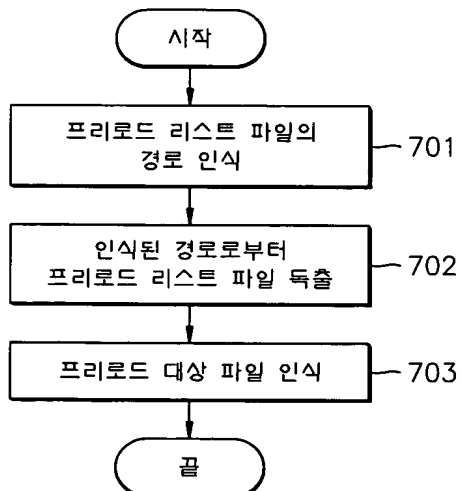 시작
프리로드 리스트 파일의
경로 인식
701
인식된 경로로부터
프리로드 리스트 파일 독출
702
프리로드 대상 파일 인식
703
끝